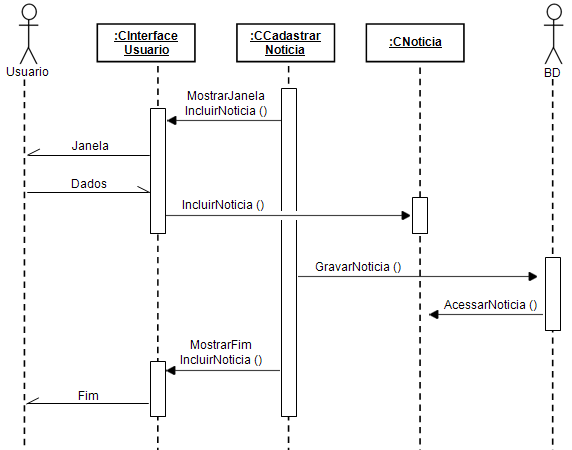 :CInterface
Usuario
:CCadastrar
Noticia
:CNoticia
Usuario
BD
MostrarJanela
IncluirNoticia ()
Janela
Dados
IncluirNoticia ()
GravarNoticia ()
AcessarNoticia ()
MostrarFim
IncluirNoticia ()
Fim